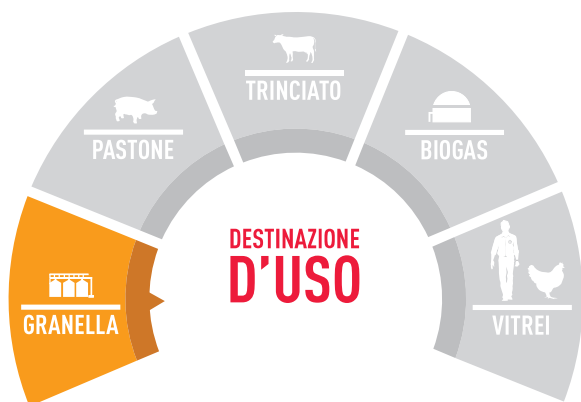 TRINCIATO
PASTONE
BIOGAS
DESTINAZIONE
D'USO
GRANELLA
VITREI